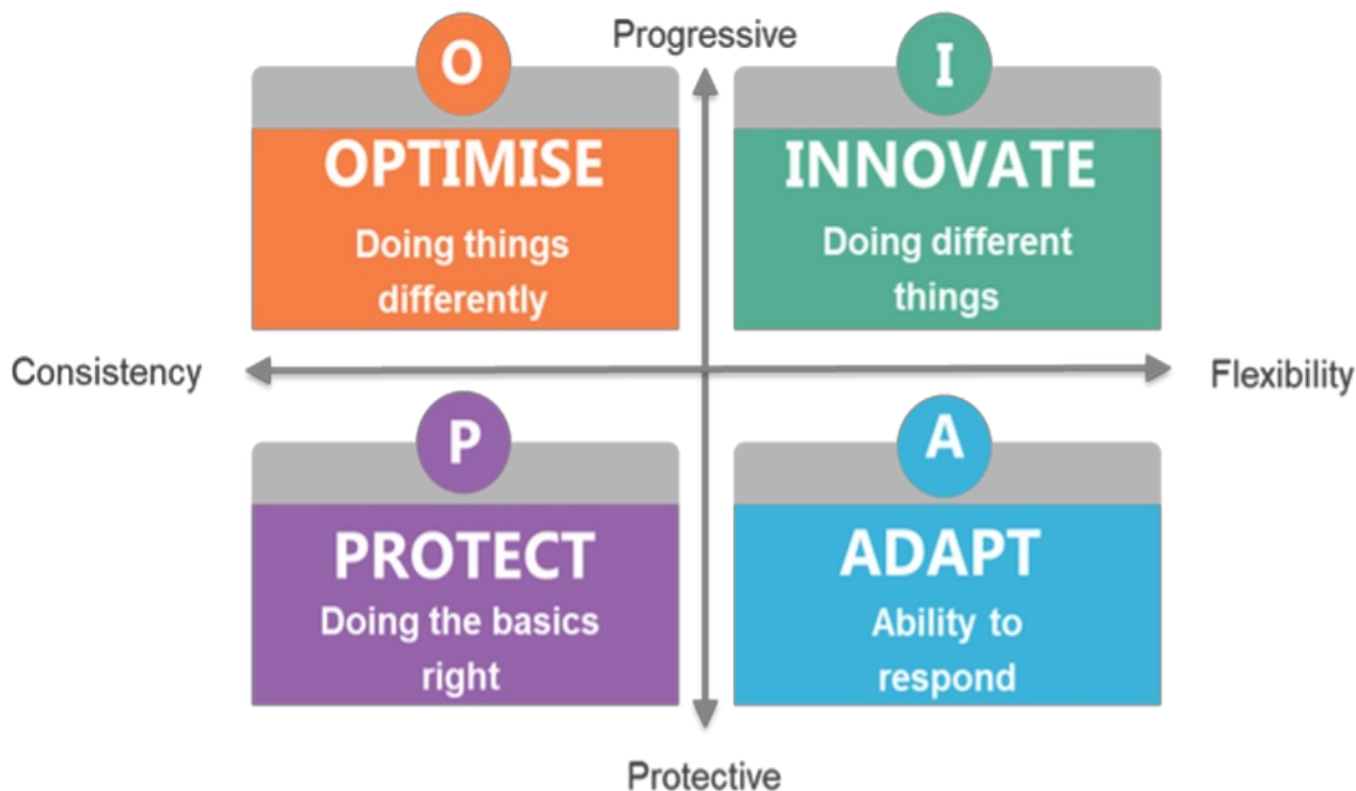 Progressive
O
OPTIMISE
Doing things
differently
I
INNOVATE
Doing different
things
Consistency
Flexibility
P
PROTECT
Doing the basics
right
A
ADAPT
Ability to
respond
Protective